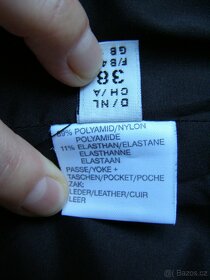 D/NL
CH/A
38
F/B 4
GB
89% POLYAMID/NYLON
POLYAMIDE
11% ELASTHAN/ELASTANE
ELASTHANNE
ELASTAAN
PASSE/YOKE +
TASCHEN/POCKET/POCHE
ZAK:
LEDER/LEATHER/CUIR
LEER
Bazoš.cz